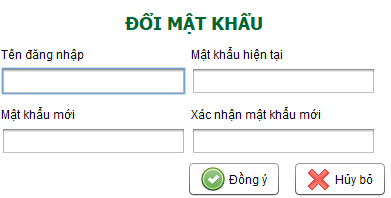 ĐỔI MẬT KHẨU
Tên đăng nhập Mật khẩu hiện tại
Mật khẩu mới Xác nhận mật khẩu mới
Đồng ý Hủy bỏ